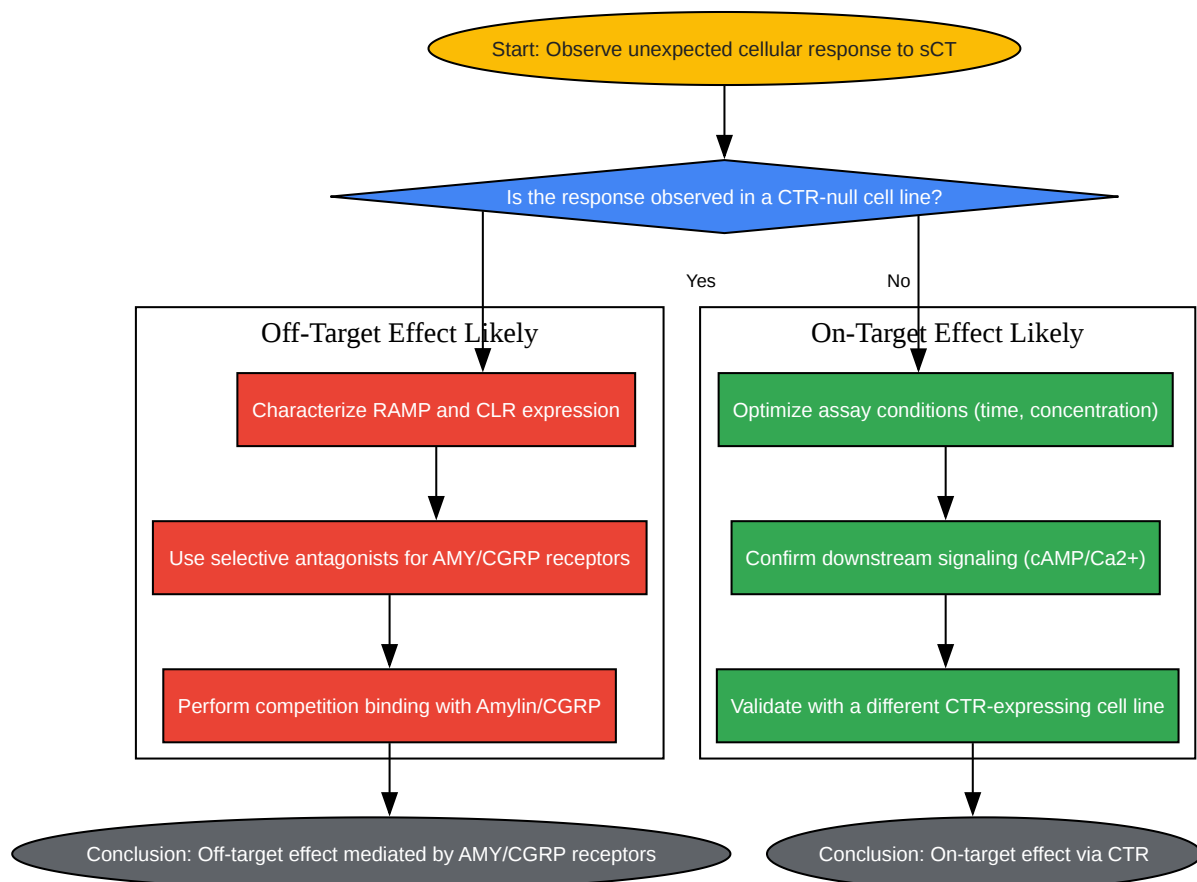 Start: Observe unexpected cellular response to sCT
Is the response observed in a CTR-null cell line?
Yes
No
Off-Target Effect Likely
Characterize RAMP and CLR expression
Use selective antagonists for AMY/CGRP receptors
Perform competition binding with Amylin/CGRP
Conclusion: Off-target effect mediated by AMY/CGRP receptors
On-Target Effect Likely
Optimize assay conditions (time, concentration)
Confirm downstream signaling (cAMP/Ca2+)
Validate with a different CTR-expressing cell line
Conclusion: On-target effect via CTR